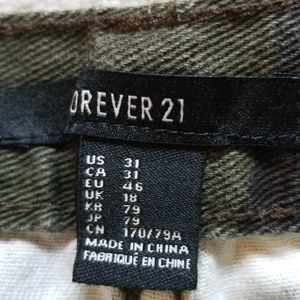 OREVER 21
US 31
CA 31
EU 46
UK 18
KR 79
JP 79
CN 170/79A
MADE IN CHINA
FABRIQUÉ EN CHINE